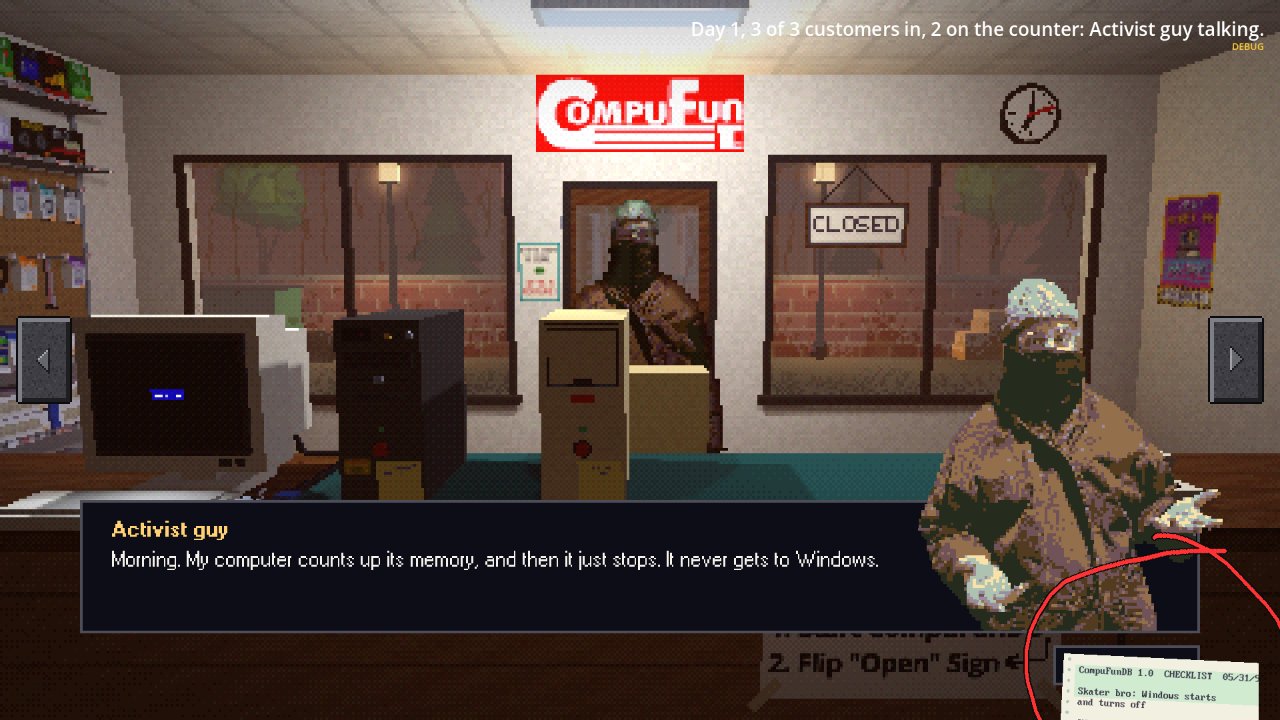 Day 1, 3 of 3 customers in, 2 on the counter: Activist guy talking.
DEBUG
COMPUFUN
CLOSED
Activist guy
Morning. My computer counts up its memory, and then it just stops. It never gets to Windows.
2. Flip "Open" Sign
CompuFunDB 1.0 CHECKLIST 05/31/9
Skater bro: Windows starts
and turns off